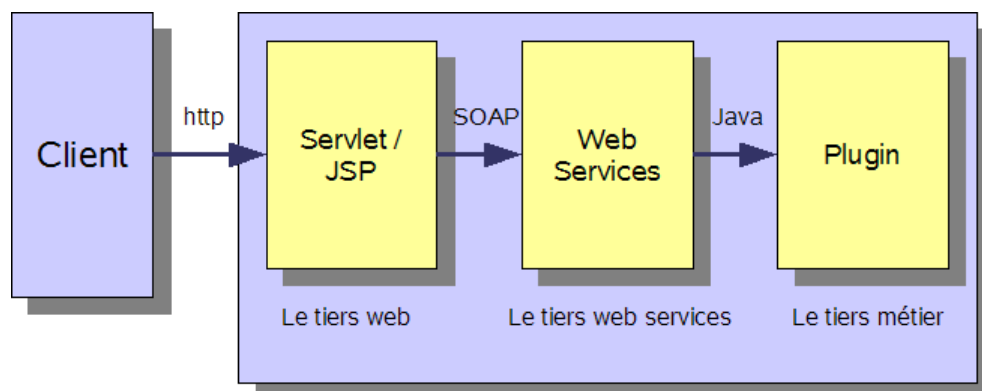 http
SOAP
Java
Client
Servlet /
JSP
Web
Services
Plugin
Le tiers web
Le tiers web services
Le tiers métier